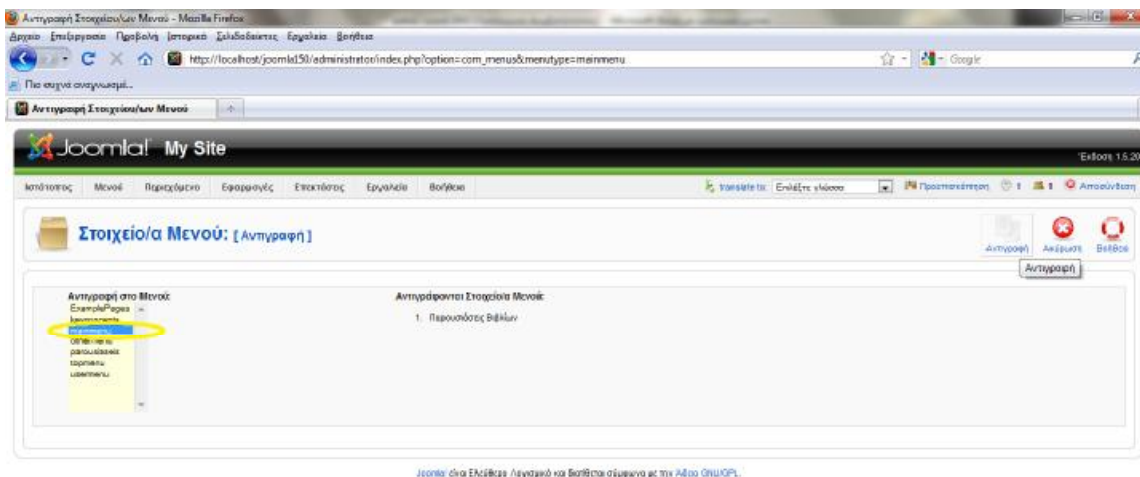 Αντιγραφή Στοιχείου/ων Μενού - Mozilla Firefox
Αρχείο Επεξεργασία Προβολή Ιστορικό Σελιδοδείκτες Εργαλεία Βοήθεια
http://localhost/joomla150/administrator/index.php?option=com_menus&menutype=mainmenu
Google
Πιο συχνά αναγνωσμέ...
Αντιγραφή Στοιχείου/ων Μενού
Joomla! My Site
Έκδοση 1.5.20
Ιστότοπος Μενού Περιεχόμενο Εφαρμογές Επεκτάσεις Εργαλεία Βοήθεια
translate to: Επιλέξτε γλώσσα
Προεπισκόπηση 1 1 Αποσύνδεση
Στοιχείο/α Μενού: [ Αντιγραφή ]
Αντιγραφή Ακύρωση Βοήθεια
Αντιγραφή
Αντιγραφή στο Μενού:
ExamplePages
keyconcepts
mainmenu
othermenu
parousiaseis
topmenu
usermenu
Αντιγράφονται Στοιχείο/α Μενού:
1. Παρουσιάσεις Βιβλίων
Joomla! είναι Ελεύθερο Λογισμικό και διατίθεται σύμφωνα με την Άδεια GNU/GPL.